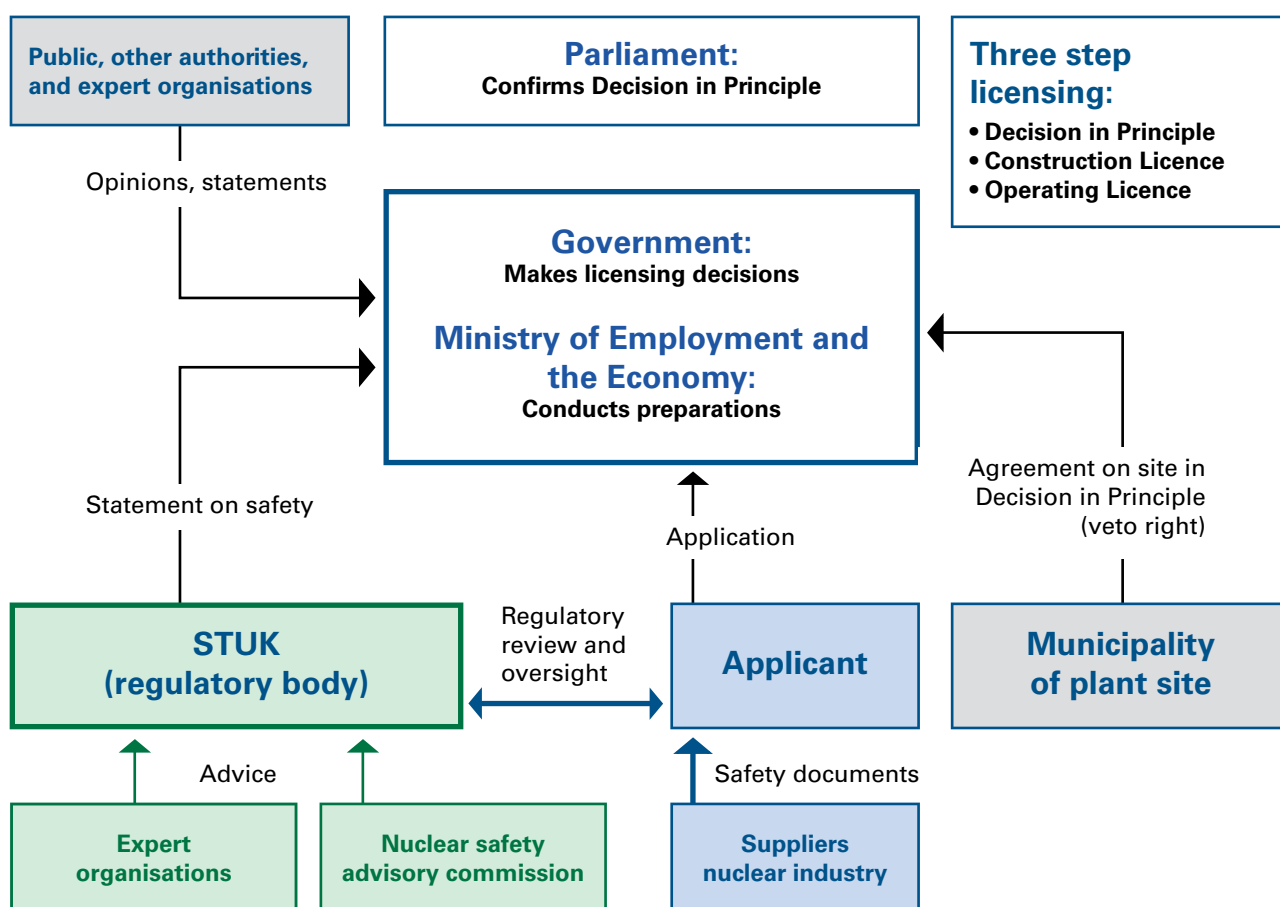 Public, other authorities,
and expert organisations
Parliament:
Confirms Decision in Principle
Three step
licensing:
• Decision in Principle
• Construction Licence
• Operating Licence
Opinions, statements
Government:
Makes licensing decisions
Ministry of Employment and
the Economy:
Conducts preparations
Statement on safety
Application
Agreement on site in
Decision in Principle
(veto right)
STUK
(regulatory body)
Regulatory
review and
oversight
Applicant
Municipality
of plant site
Advice
Safety documents
Expert
organisations
Nuclear safety
advisory commission
Suppliers
nuclear industry